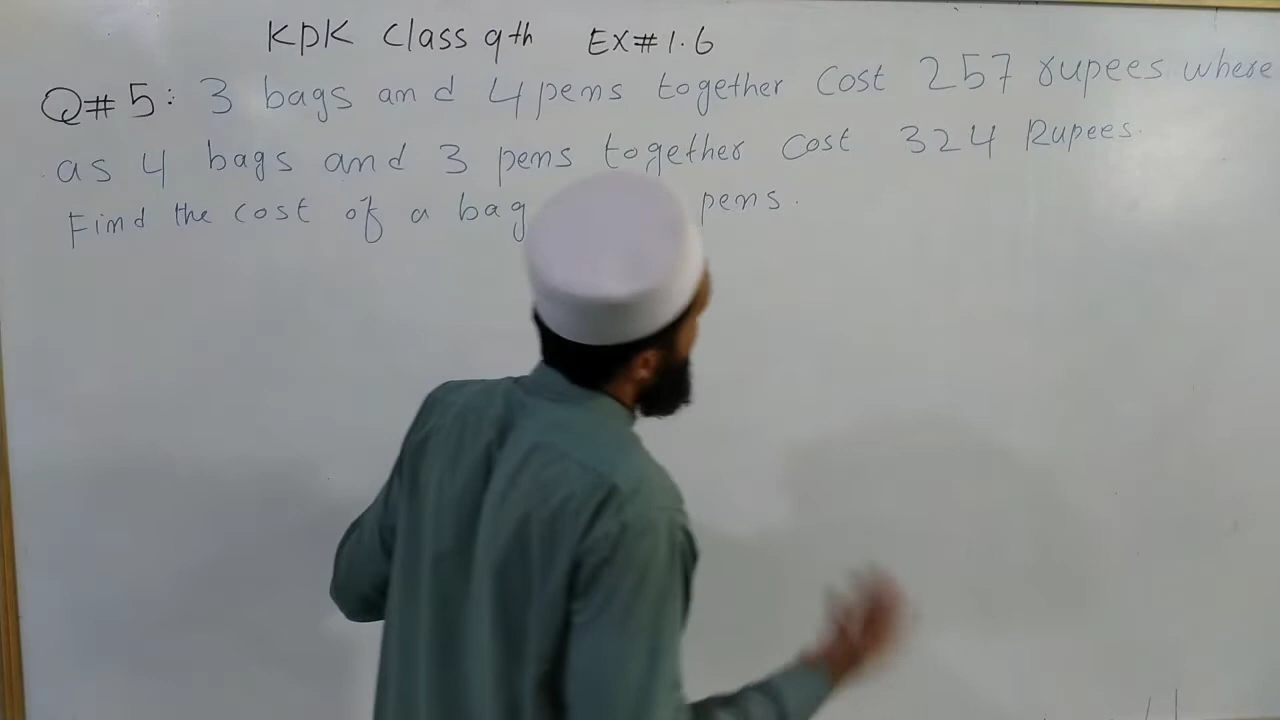 KPK Class 9th EX#1.6
Q#5: 3 bags and 4 pens together Cost 257 rupees where
as 4 bags and 3 pens together Cost 324 Rupees.
Find the cost of a bag pens.